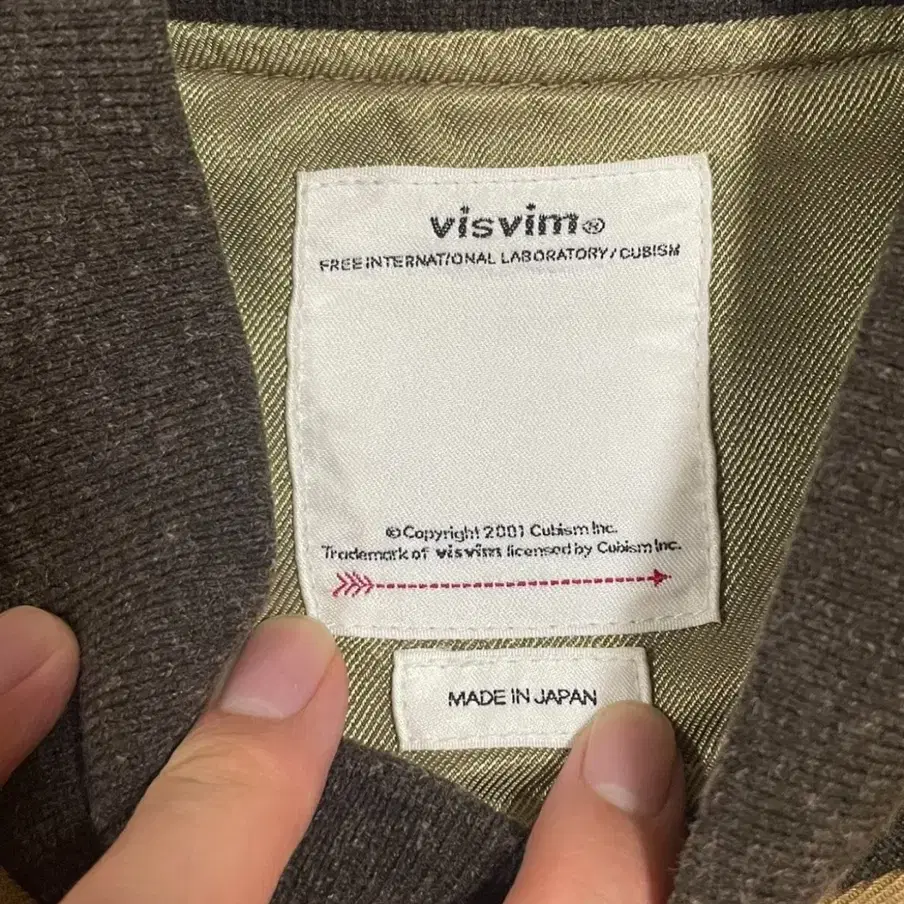 visvim®
FREE INTERNATIONAL LABORATORY / CUBISM
©Copyright 2001 Cubism Inc.
Trademark of visvim licensed by Cubism Inc.
MADE IN JAPAN